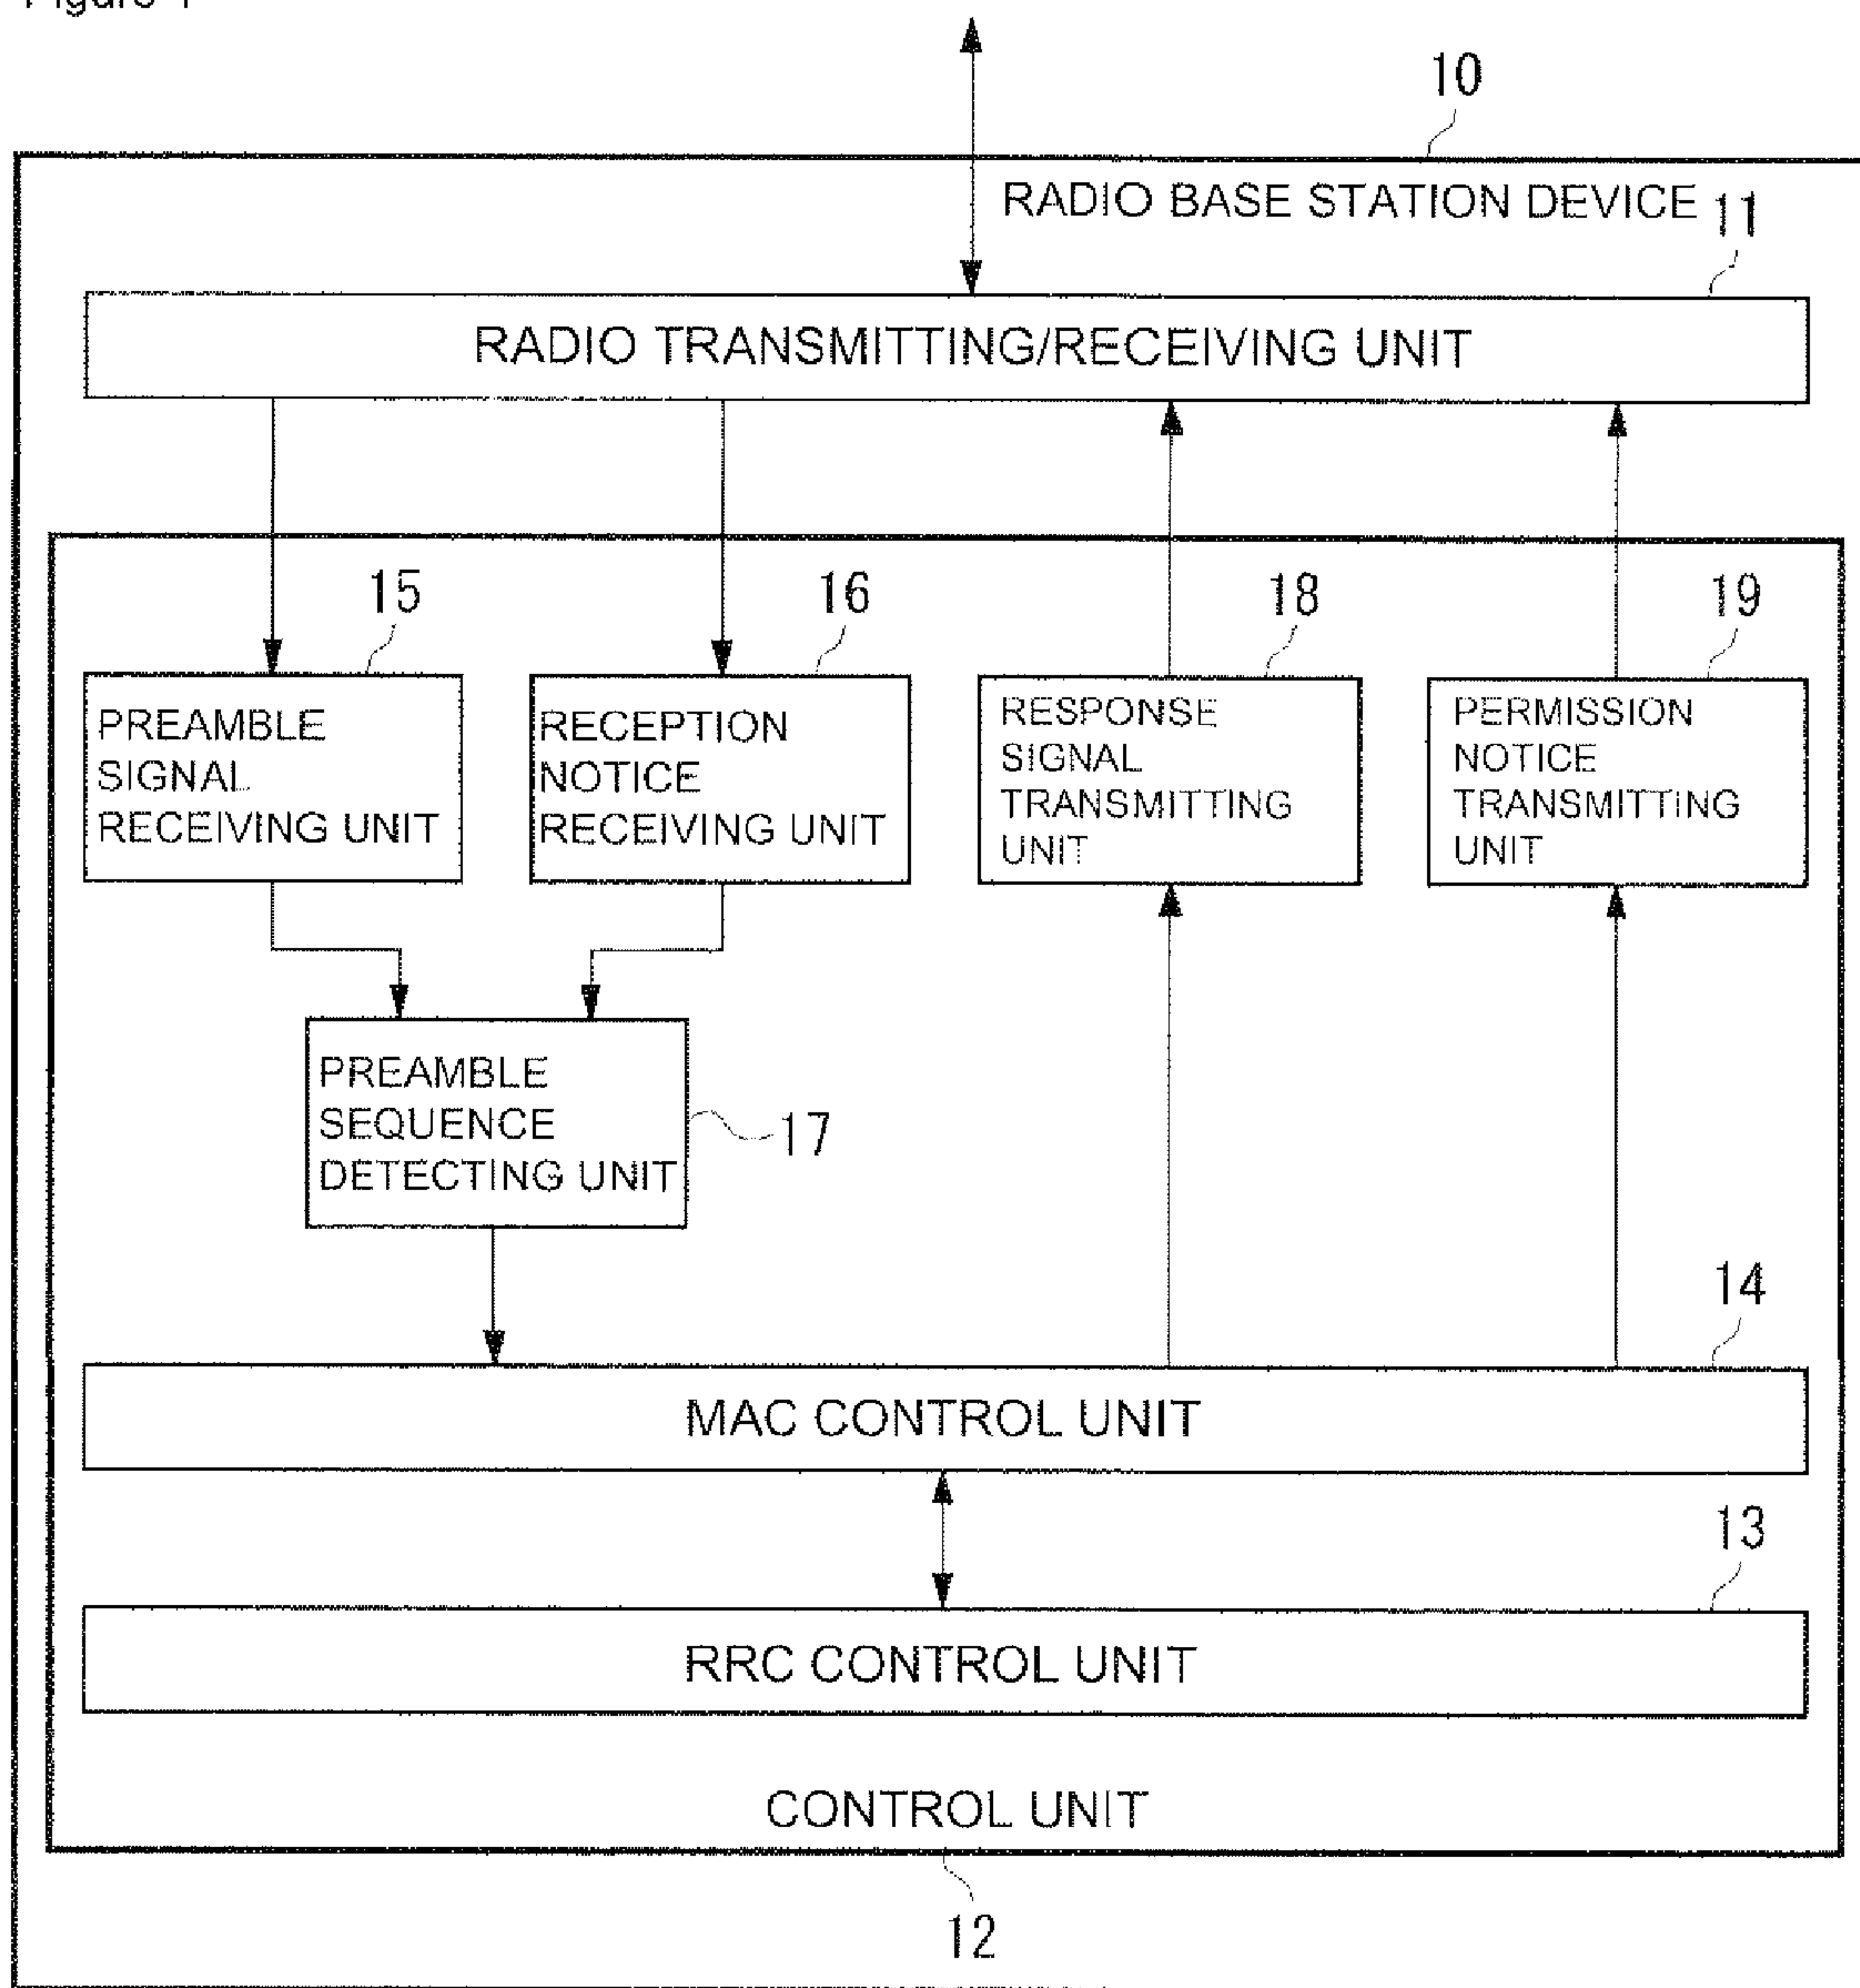 10
RADIO BASE STATION DEVICE
11
RADIO TRANSMITTING/RECEIVING UNIT
15
16
18
19
PREAMBLE
SIGNAL
RECEIVING UNIT
RECEPTION
NOTICE
RECEIVING UNIT
RESPONSE
SIGNAL
TRANSMITTING
UNIT
PERMISSION
NOTICE
TRANSMITTING
UNIT
PREAMBLE
SEQUENCE
DETECTING UNIT
17
14
MAC CONTROL UNIT
13
RRC CONTROL UNIT
CONTROL UNIT
12